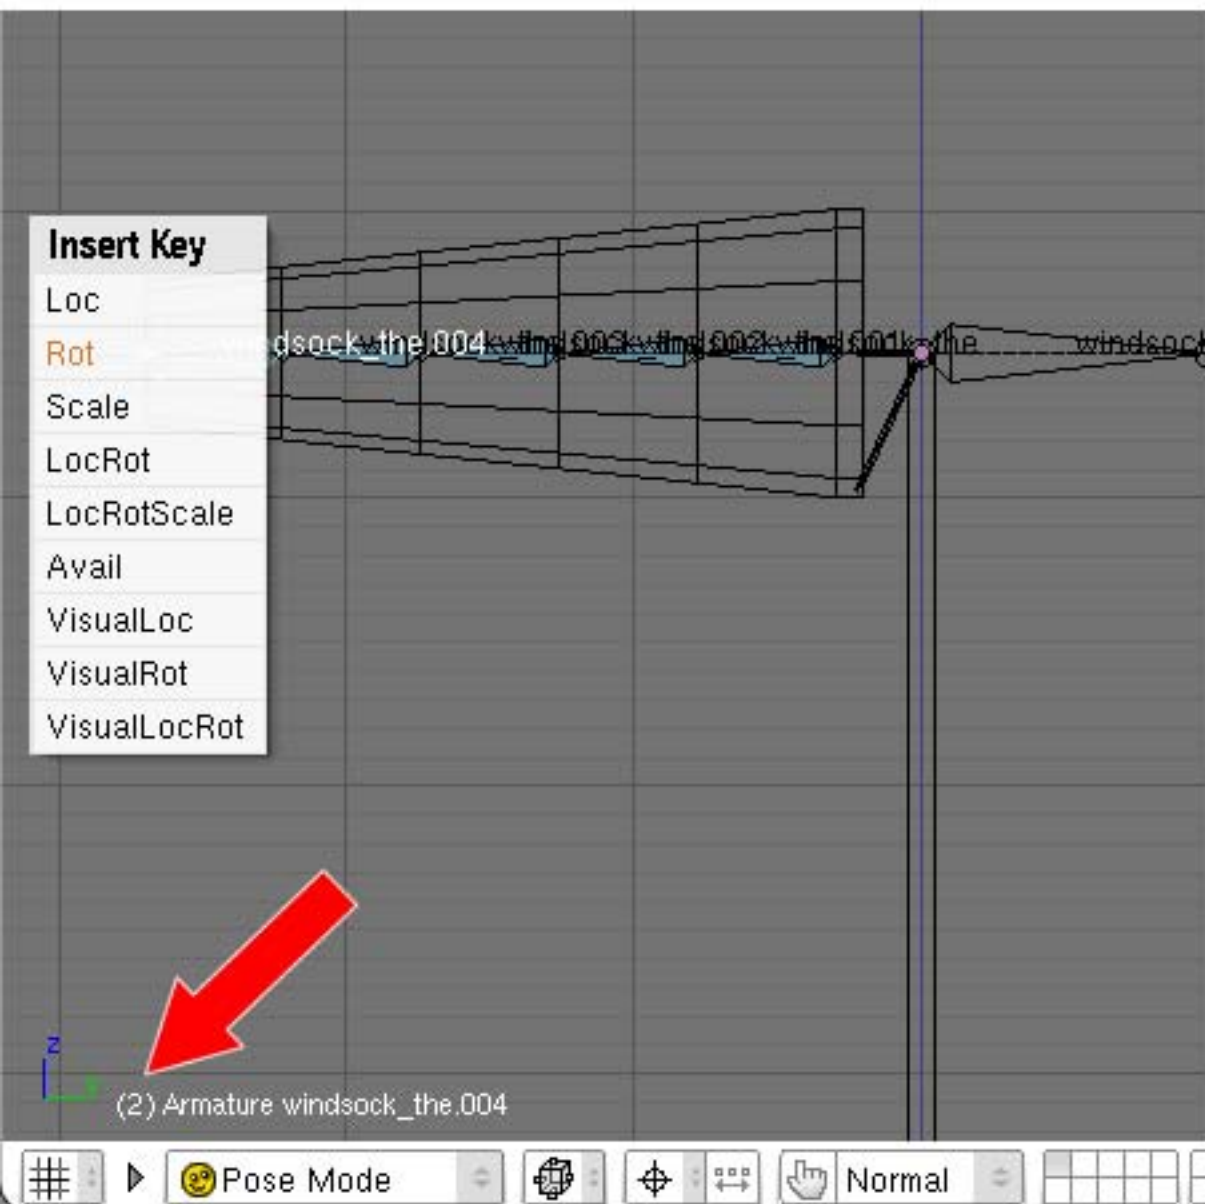 Insert Key
Loc
Rot
Scale
LocRot
LocRotScale
Avail
VisualLoc
VisualRot
VisualLocRot
windsock_the.004
windsock
z
(2) Armature windsock_the.004
Pose Mode
Normal